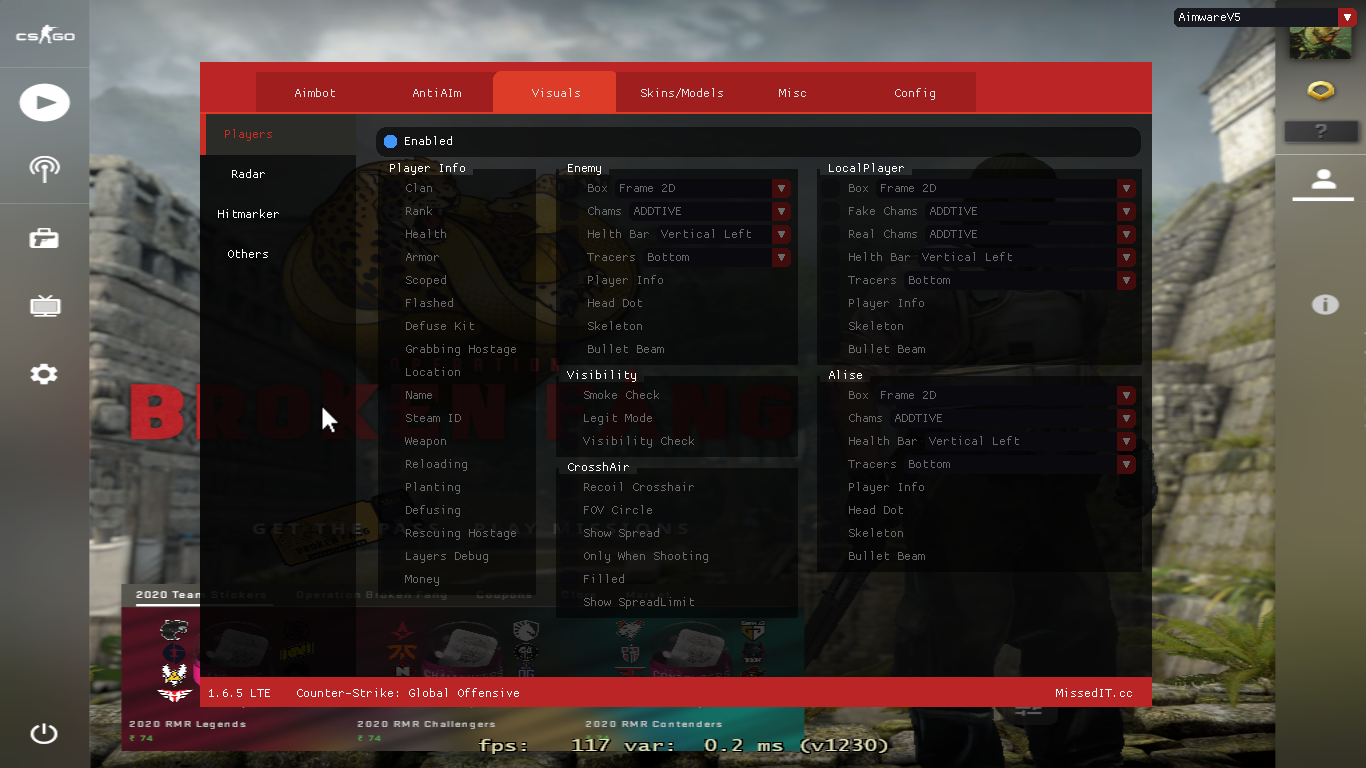 CS GO
AimwareV5
Aimbot
AntiAIm
Visuals
Skins/Models
Misc
Config
?
Players
Radar
Hitmarker
Others
Enabled
Player Info
Clan
Rank
Health
Armor
Scoped
Flashed
Defuse Kit
Grabbing Hostage
Location
Name
Steam ID
Weapon
Reloading
Planting
Defusing
Rescuing Hostage
Layers Debug
Money
Enemy
Box Frame 2D
Chams ADDTIVE
Helth Bar Vertical Left
Tracers Bottom
Player Info
Head Dot
Skeleton
Bullet Beam
Visibility
Smoke Check
Legit Mode
Visibility Check
CrosshAir
Recoil Crosshair
FOV Circle
Show Spread
Only When Shooting
Filled
Show SpreadLimit
LocalPlayer
Box Frame 2D
Fake Chams ADDTIVE
Real Chams ADDTIVE
Helth Bar Vertical Left
Tracers Bottom
Player Info
Skeleton
Bullet Beam
Alise
Box Frame 2D
Chams ADDTIVE
Health Bar Vertical Left
Tracers Bottom
Player Info
Head Dot
Skeleton
Bullet Beam
OPERATION
BROKEN FANG
GET THE PASS. PLAY MISSIONS
2020 Team Stickers
Operation Broken Fang
Coupons
Store
Market
1.6.5 LTE
Counter-Strike: Global Offensive
MissedIT.cc
2020 RMR Legends
₹ 74
2020 RMR Challengers
₹ 74
2020 RMR Contenders
₹ 74
fps: 117 var: 0.2 ms (v1230)